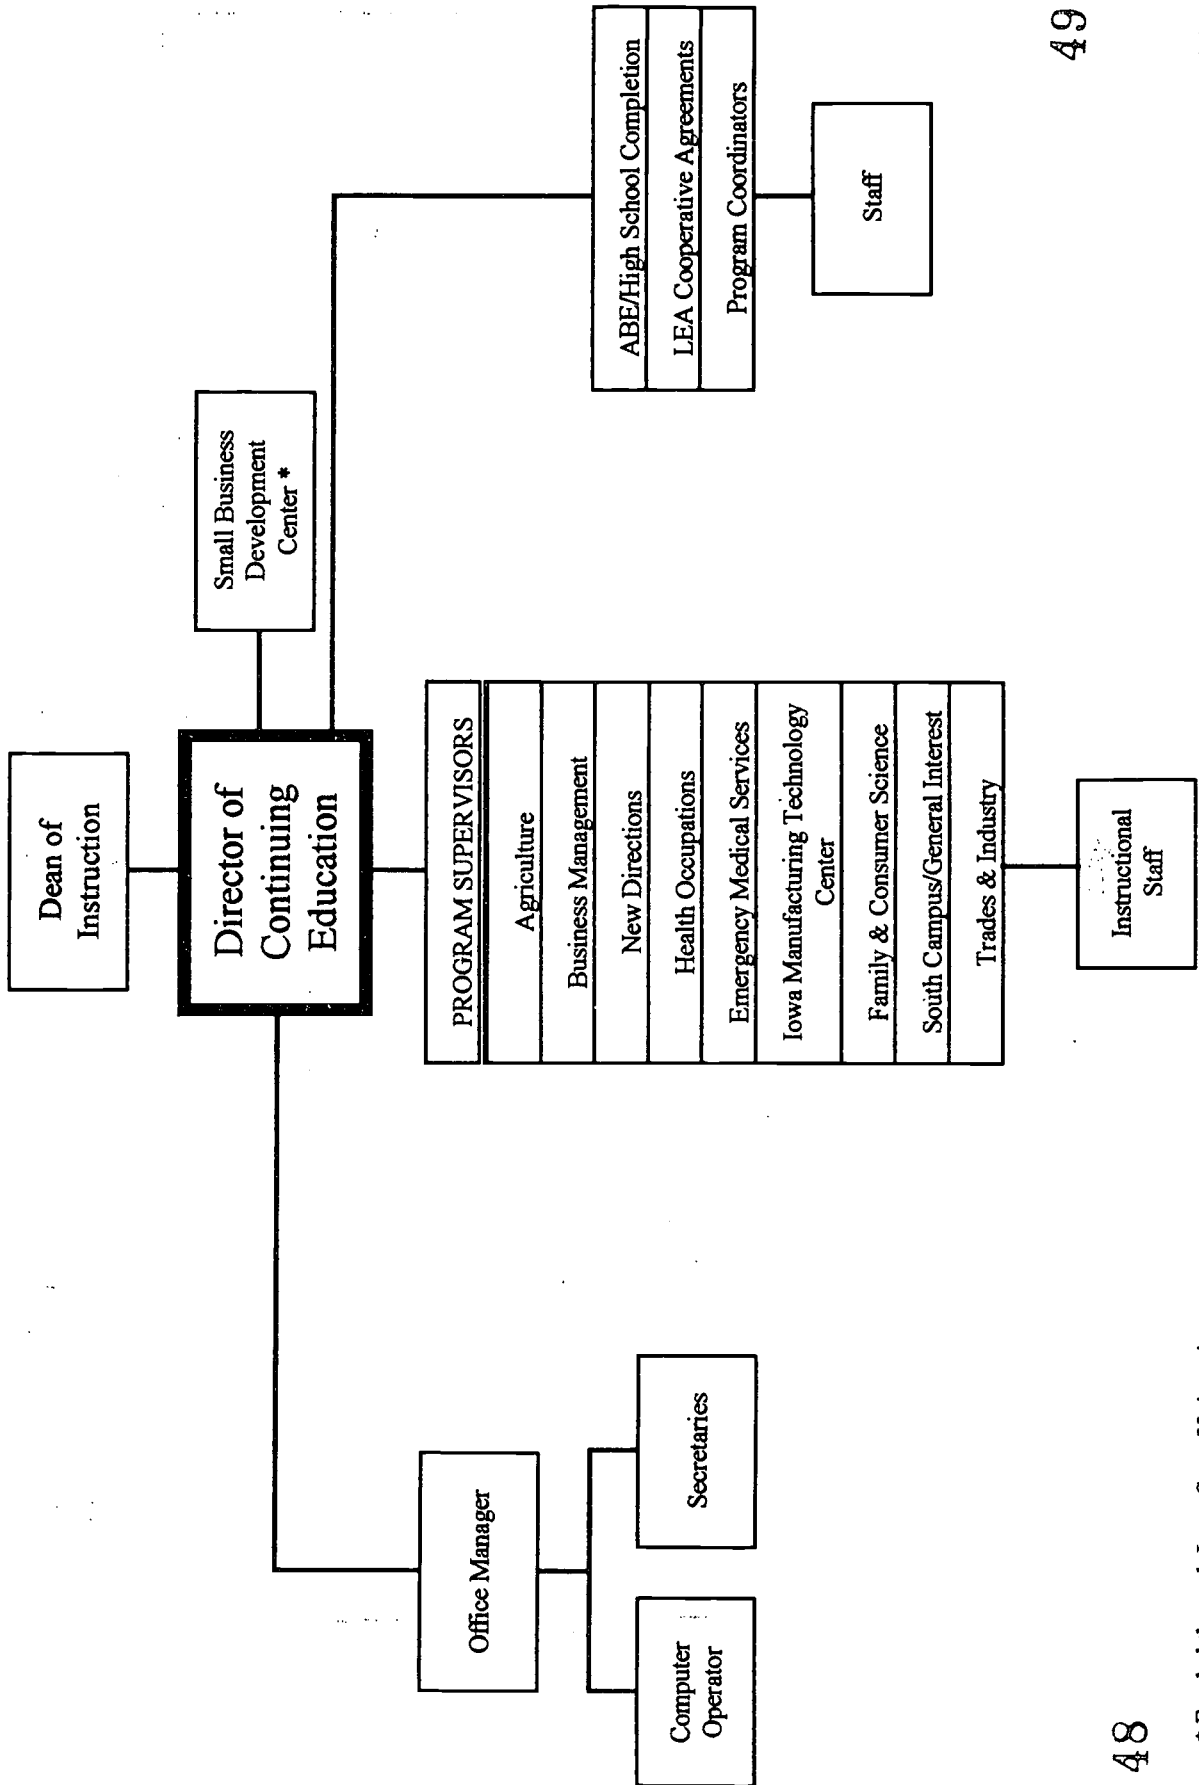 Dean of
Instruction
Director of
Continuing
Education
Small Business
Development
Center *
Office Manager
Computer
Operator
Secretaries
PROGRAM SUPERVISORS
Agriculture
Business Management
New Directions
Health Occupations
Emergency Medical Services
Iowa Manufacturing Technology
Center
Family & Consumer Science
South Campus/General Interest
Trades & Industry
Instructional
Staff
ABE/High School Completion
LEA Cooperative Agreements
Program Coordinators
Staff
48
49